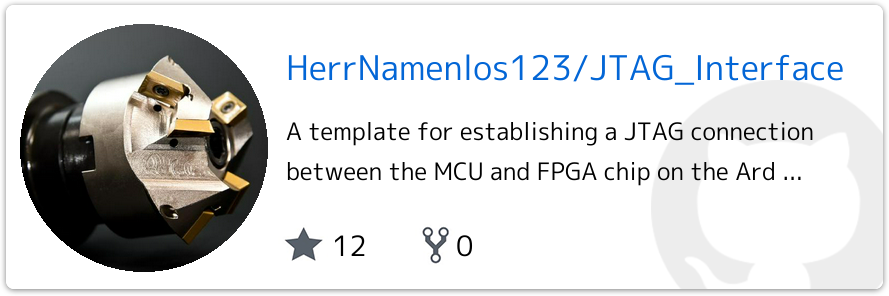 HerrNamenlos123/JTAG_Interface
A template for establishing a JTAG connection
between the MCU and FPGA chip on the Ard ...
12
0